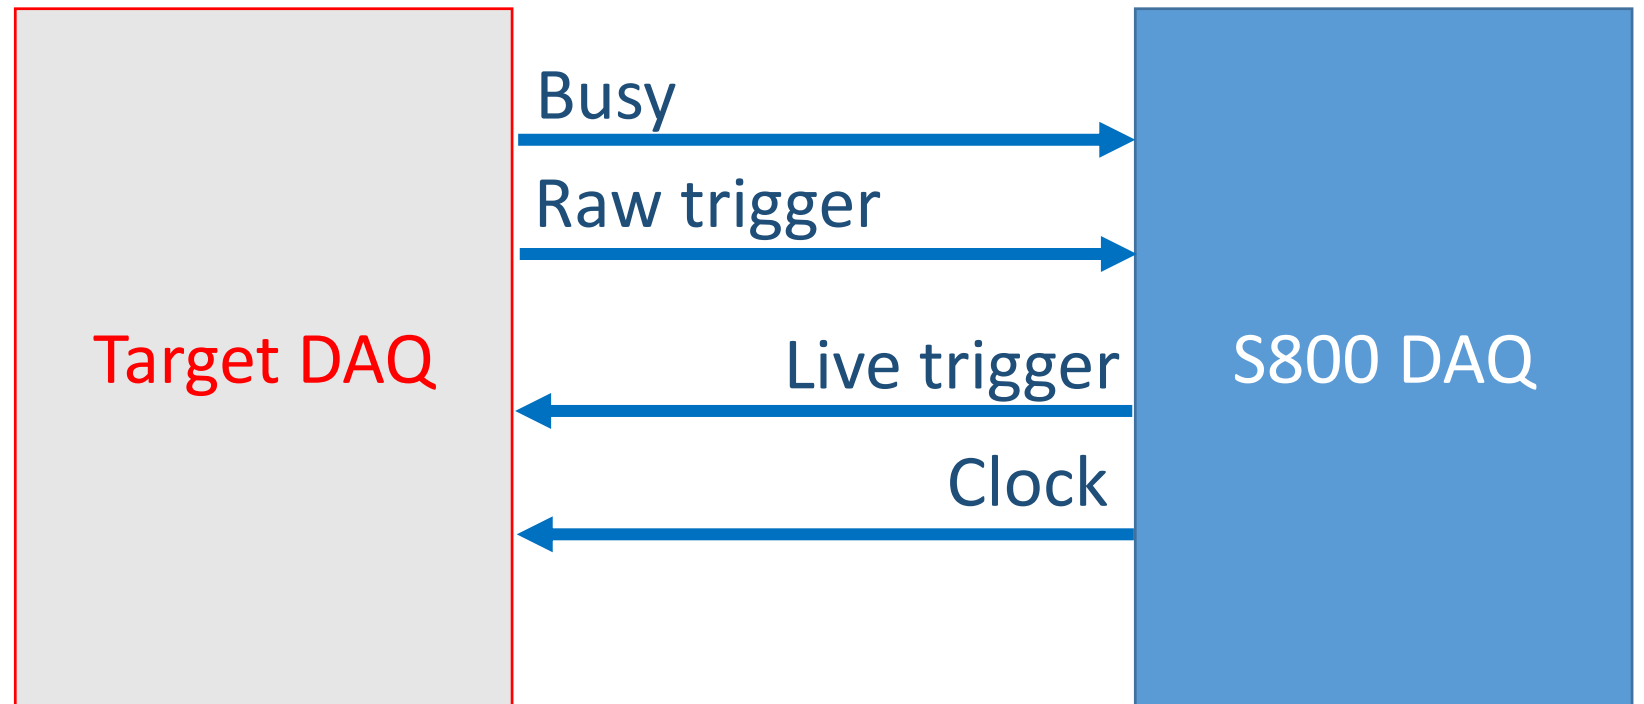 Busy
Raw trigger
Target DAQ
Live trigger
S800 DAQ
Clock